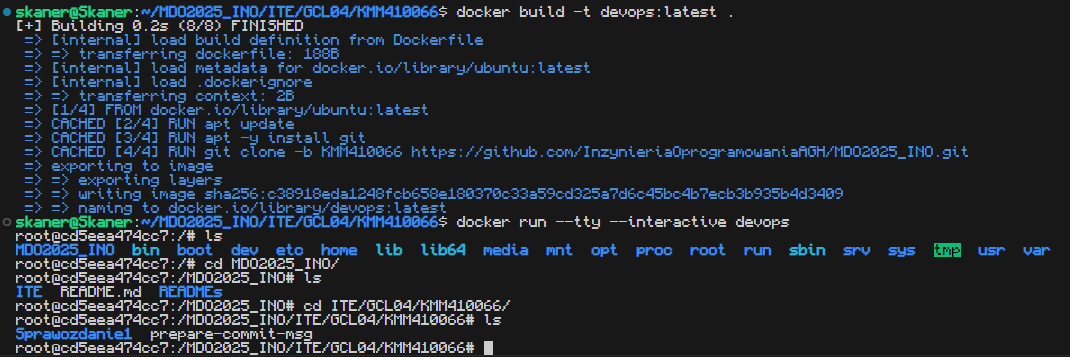 skaner@Skaner:~/MDO2025_INO/ITE/GCL04/KMM410066$ docker build -t devops:latest .
[+] Building 0.2s (8/8) FINISHED
=> [internal] load build definition from Dockerfile
=> => transferring dockerfile: 188B
=> [internal] load metadata for docker.io/library/ubuntu:latest
=> [internal] load .dockerignore
=> => transferring context: 2B
=> [1/4] FROM docker.io/library/ubuntu:latest
=> CACHED [2/4] RUN apt update
=> CACHED [3/4] RUN apt -y install git
=> CACHED [4/4] RUN git clone -b KMM410066 https://github.com/InzynieriaOprogramowaniaAGH/MDO2025_INO.git
=> exporting to image
=> => exporting layers
=> => writing image sha256:c38918eda1248fcb658e180370c33a59cd325a7d6c45bc4b7ecb3b935b4d3409
=> => naming to docker.io/library/devops:latest
skaner@Skaner:~/MDO2025_INO/ITE/GCL04/KMM410066$ docker run --tty --interactive devops
root@cd5eea474cc7:/# ls
MDO2025_INO bin boot dev etc home lib lib64 media mnt opt proc root run sbin srv sys tmp usr var
root@cd5eea474cc7:/# cd MDO2025_INO/
root@cd5eea474cc7:/MDO2025_INO# ls
ITE README.md READMEs
root@cd5eea474cc7:/MDO2025_INO# cd ITE/GCL04/KMM410066/
root@cd5eea474cc7:/MDO2025_INO/ITE/GCL04/KMM410066# ls
Sprawozdanie1 prepare-commit-msg
root@cd5eea474cc7:/MDO2025_INO/ITE/GCL04/KMM410066#